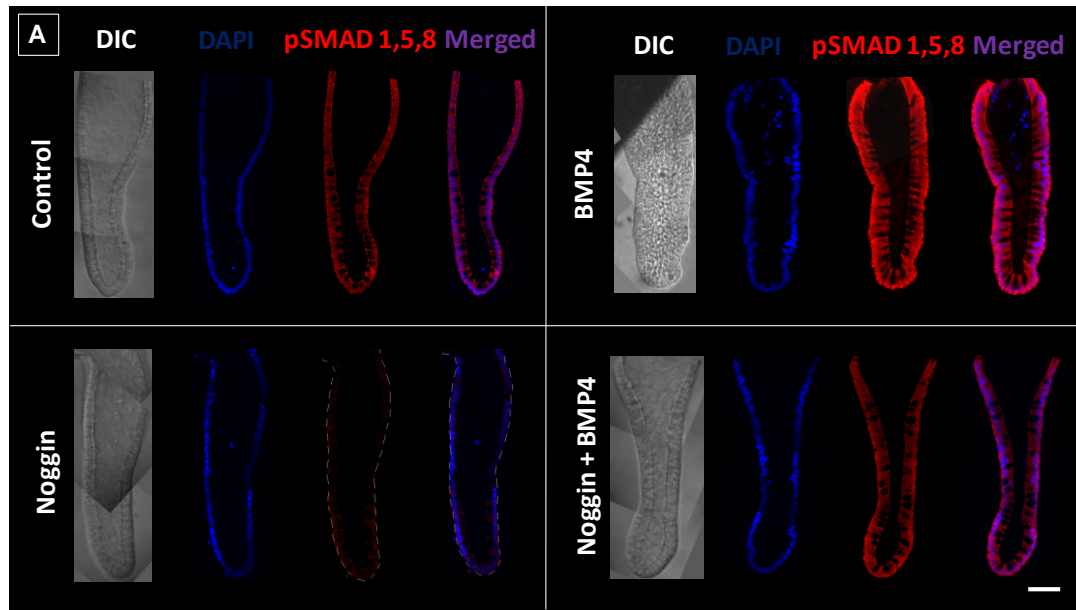 A
DIC DAPI pSMAD 1,5,8 Merged
Control
DIC DAPI pSMAD 1,5,8 Merged
BMP4
Noggin
Noggin + BMP4